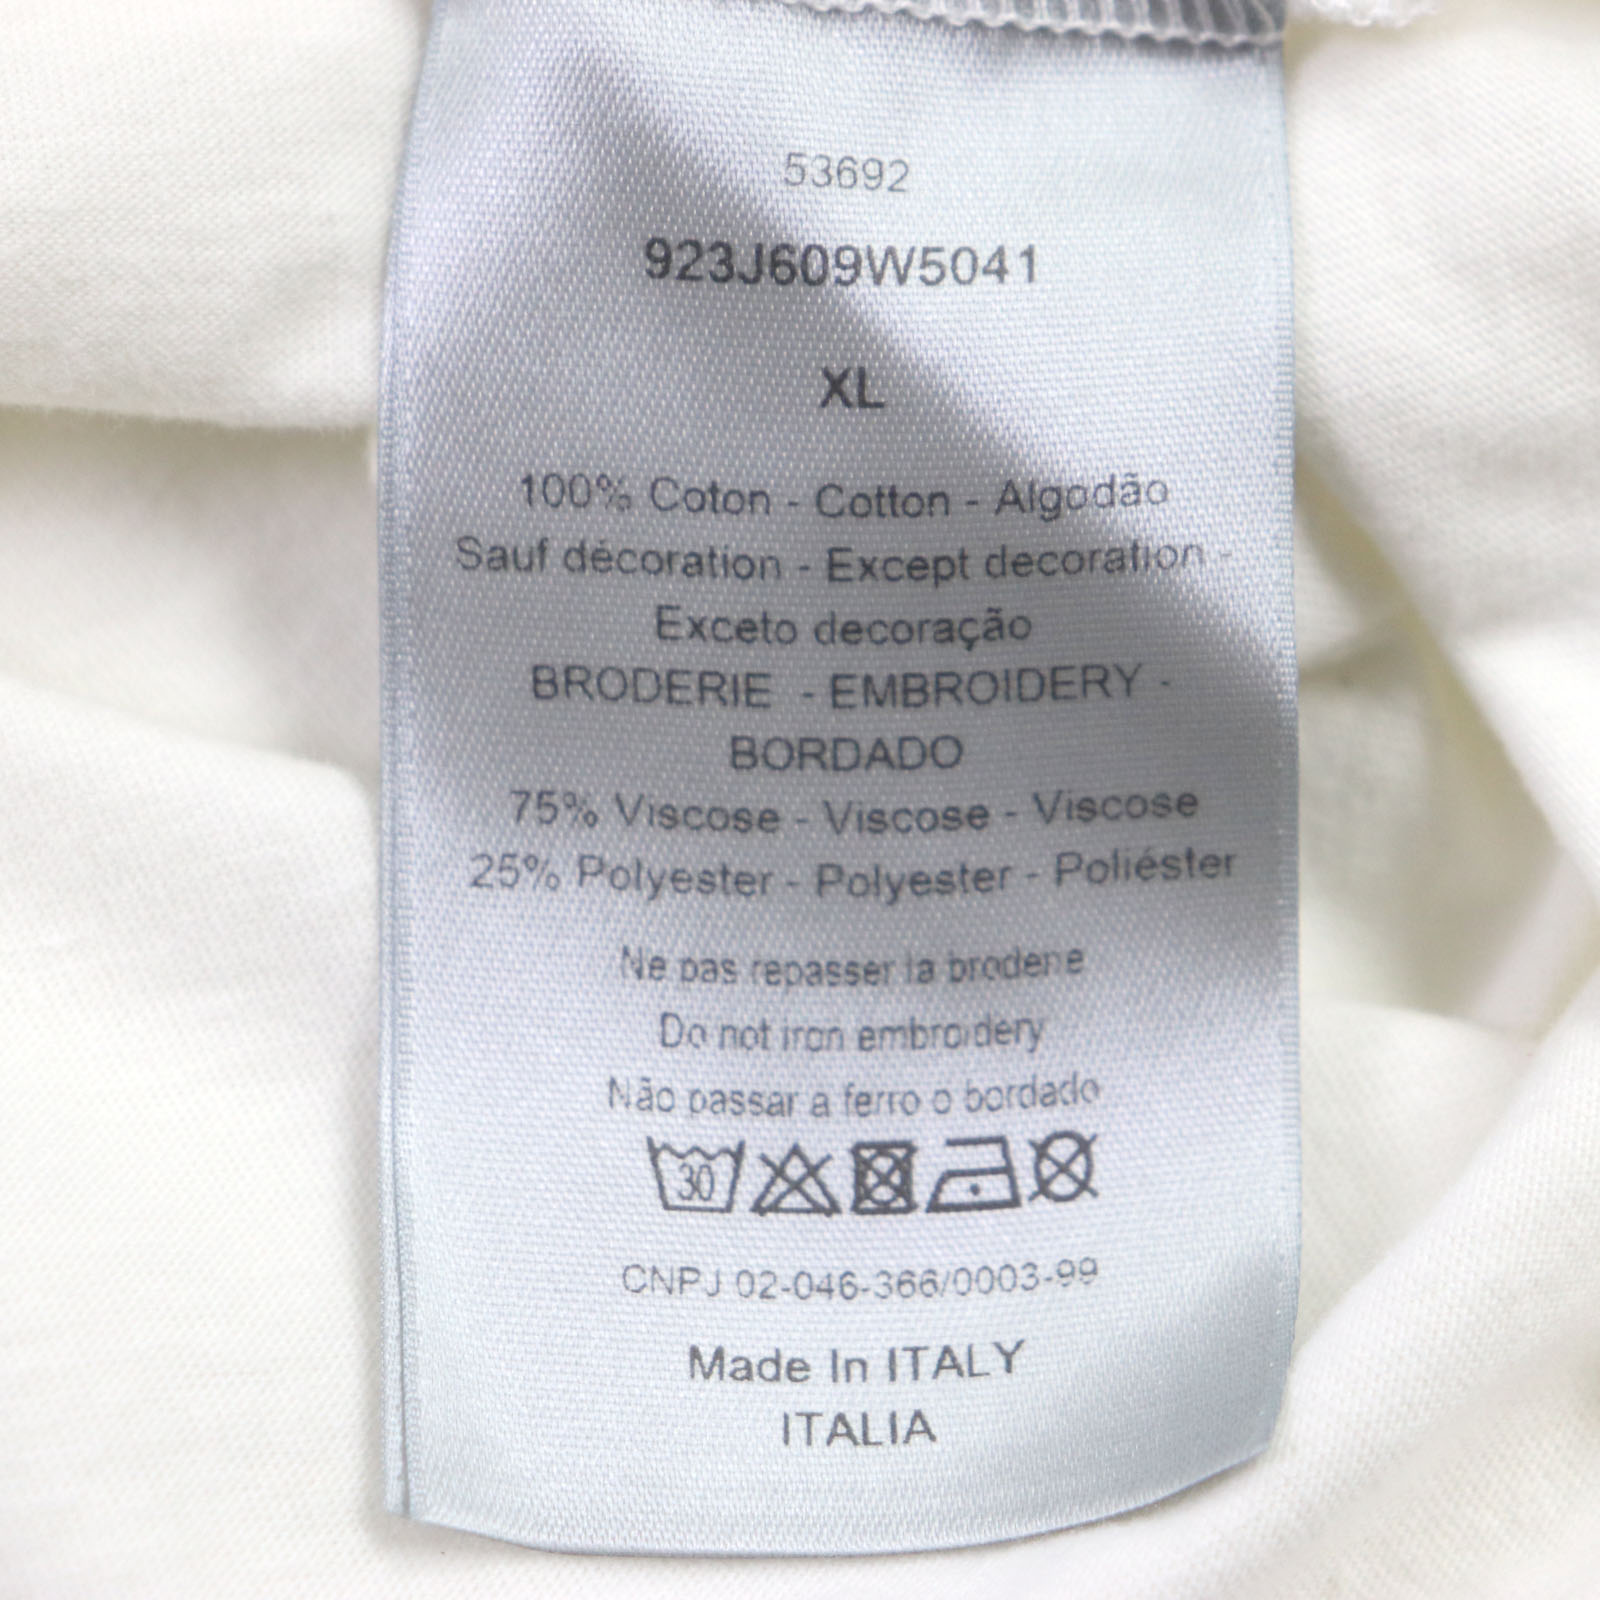 53692
923J609W5041
XL
100% Coton - Cotton - Algodão
Sauf décoration - Except decoration -
Exceto decoração
BRODERIE - EMBROIDERY -
BORDADO
75% Viscose - Viscose - Viscose
25% Polyester - Polyester - Poliéster
Ne pas repasser la broderie
Do not iron embroidery
Não passar a ferro o bordado
30
CNPJ 02-046-366/0003-99
Made In ITALY
ITALIA